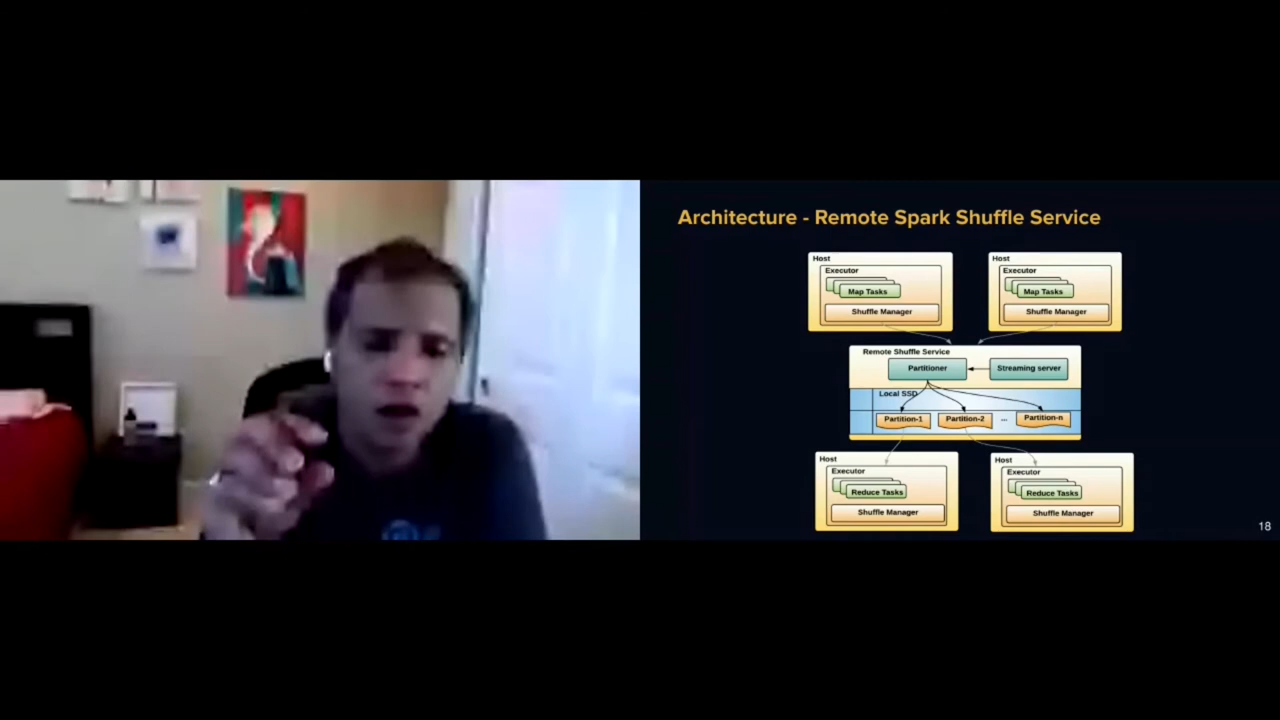 Architecture - Remote Spark Shuffle Service
Host
Executor
Map Tasks
Shuffle Manager
Host
Executor
Map Tasks
Shuffle Manager
Remote Shuffle Service
Partitioner
Streaming server
Local SSD
Partition-1
Partition-2
...
Partition-n
Host
Executor
Reduce Tasks
Shuffle Manager
Host
Executor
Reduce Tasks
Shuffle Manager
18